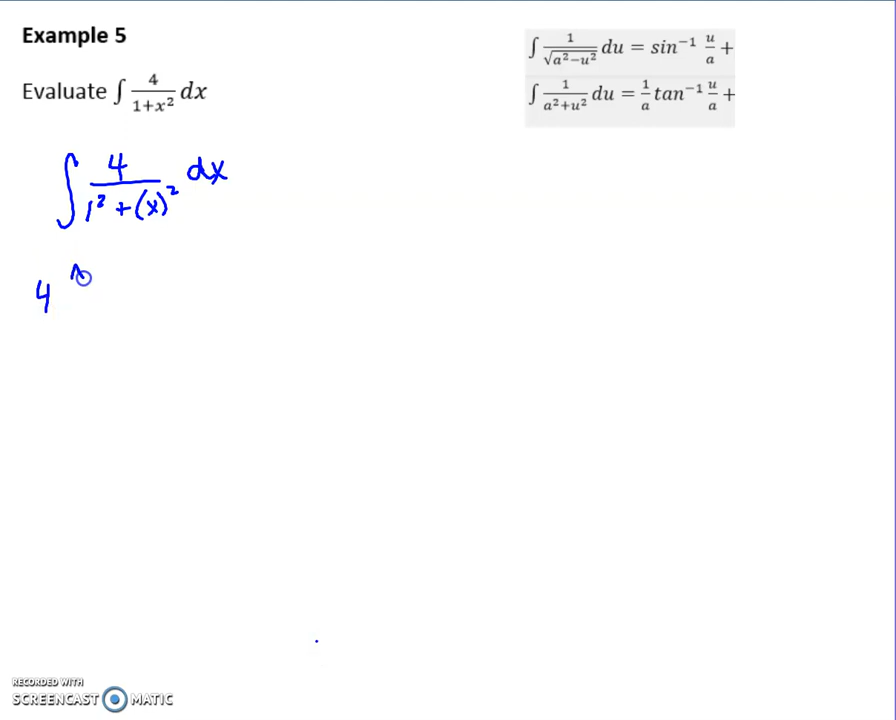 Example 5
∫ 1/√(a²−u²) du = sin⁻¹ u/a +
Evaluate ∫ 4/(1+x²) dx
∫ 1/(a²+u²) du = 1/a tan⁻¹ u/a +
∫ 4/(1² + (x)²) dx
4
RECORDED WITH
SCREENCAST MATIC